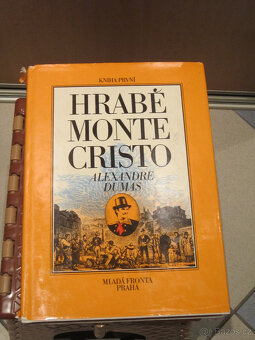 KNIHA PRVNÍ
HRABĚ
MONTE
CRISTO
ALEXANDRE
DUMAS
MLADÁ FRONTA
PRAHA